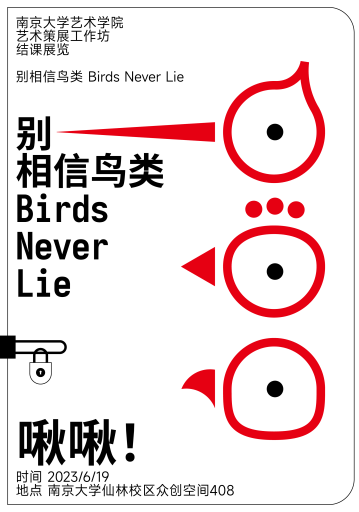 南京大学艺术学院
艺术策展工作坊
结课展览
别相信鸟类 Birds Never Lie
别
相信鸟类
Birds
Never
Lie
啾啾！
时间 2023/6/19
地点 南京大学仙林校区众创空间408